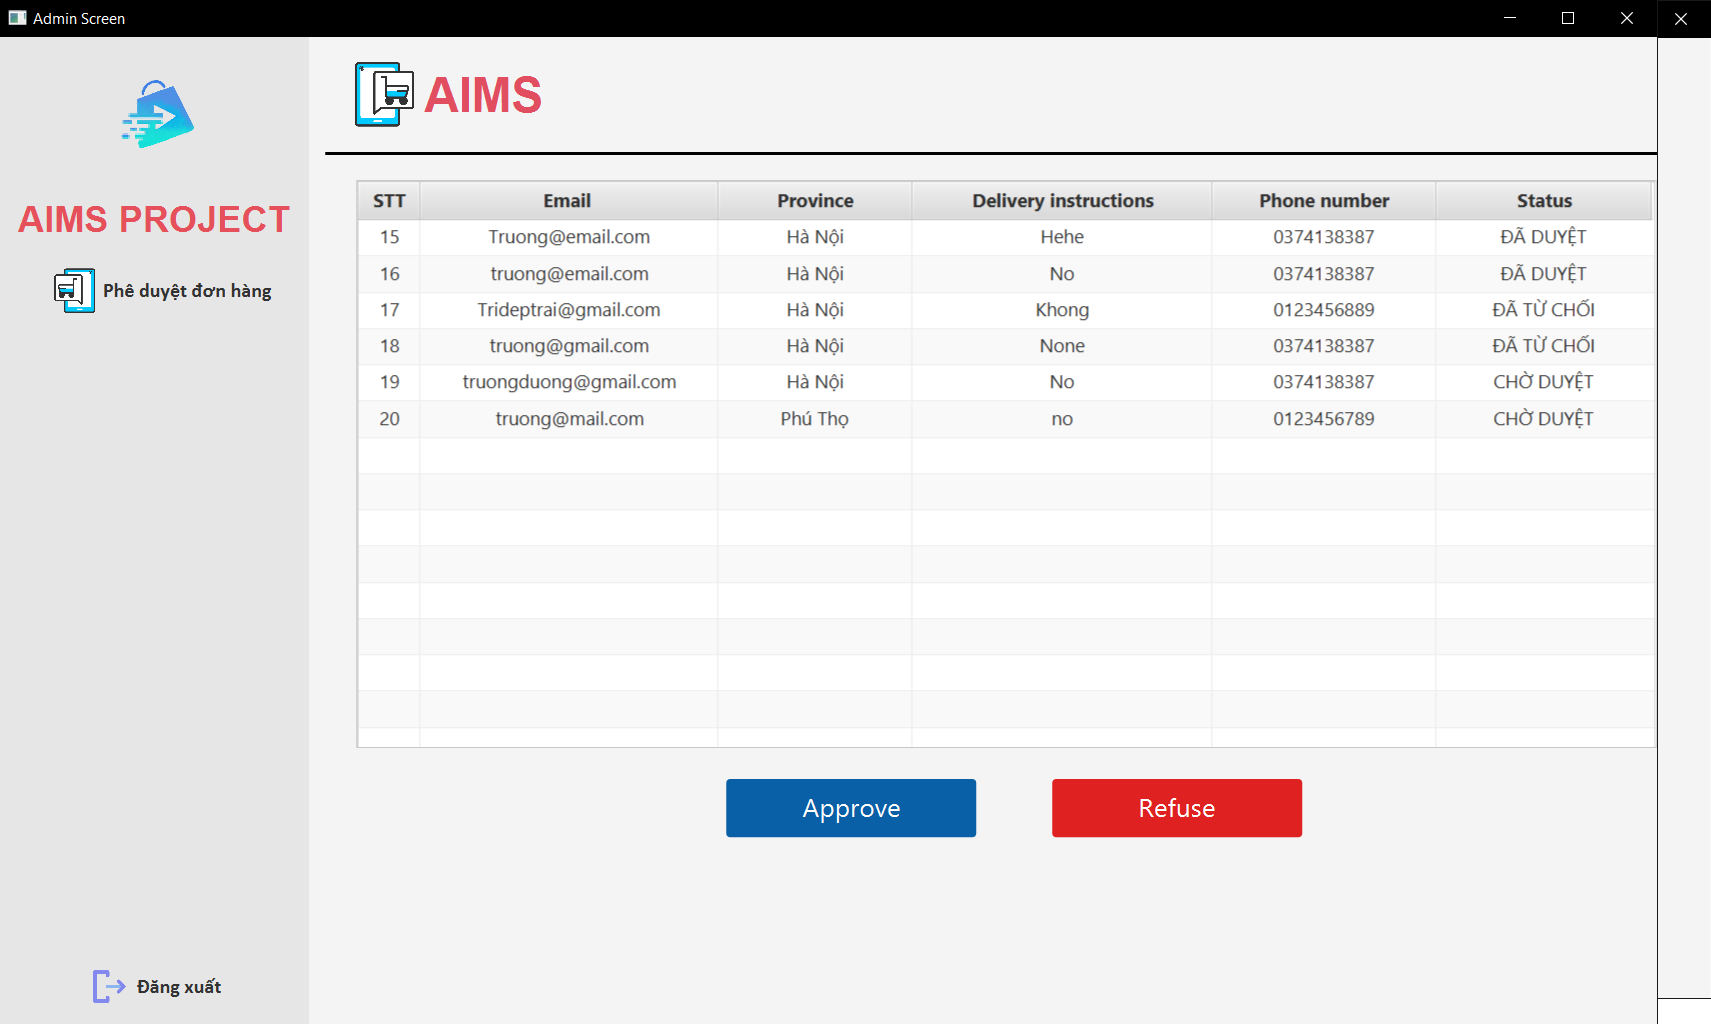 Admin Screen
AIMS
AIMS PROJECT
Phê duyệt đơn hàng
STT Email Province Delivery instructions Phone number Status
15 Truong@email.com Hà Nội Hehe 0374138387 ĐÃ DUYỆT
16 truong@email.com Hà Nội No 0374138387 ĐÃ DUYỆT
17 Trideptrai@gmail.com Hà Nội Khong 0123456889 ĐÃ TỪ CHỐI
18 truong@gmail.com Hà Nội None 0374138387 ĐÃ TỪ CHỐI
19 truongduong@gmail.com Hà Nội No 0374138387 CHỜ DUYỆT
20 truong@mail.com Phú Thọ no 0123456789 CHỜ DUYỆT
Approve Refuse
Đăng xuất